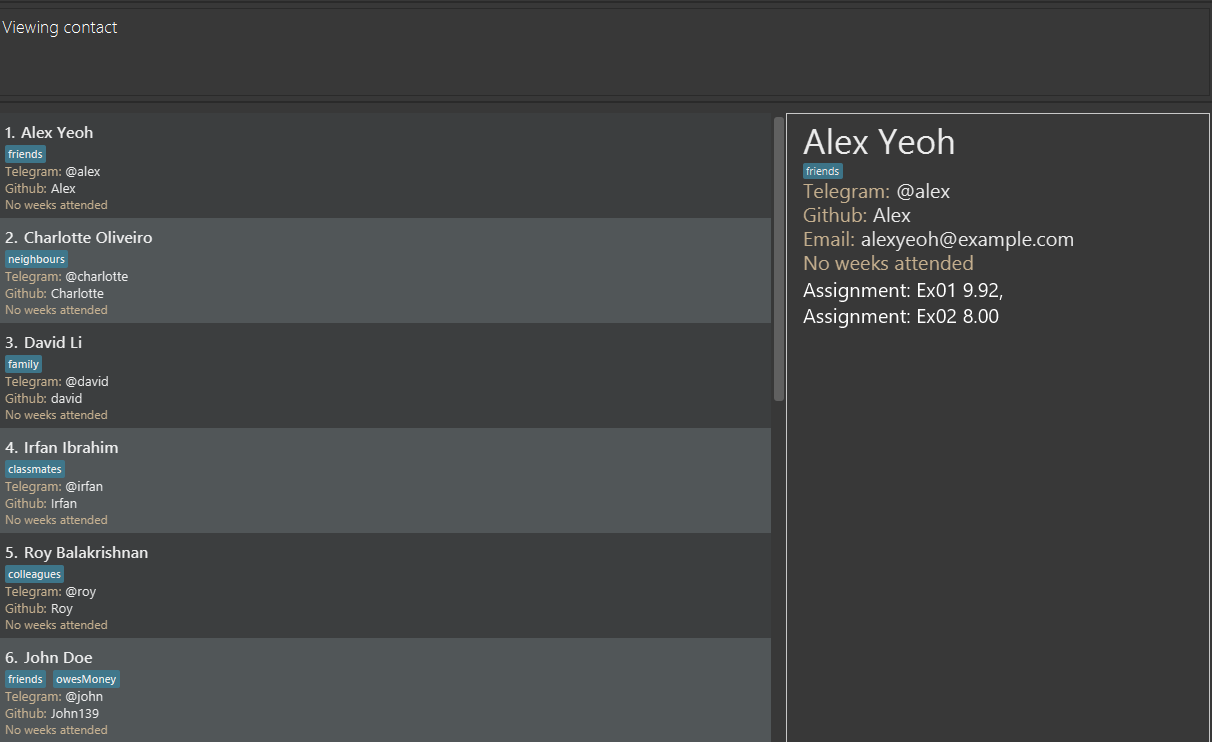 Viewing contact
1. Alex Yeoh
friends
Telegram: @alex
Github: Alex
No weeks attended
2. Charlotte Oliveiro
neighbours
Telegram: @charlotte
Github: Charlotte
No weeks attended
3. David Li
family
Telegram: @david
Github: david
No weeks attended
4. Irfan Ibrahim
classmates
Telegram: @irfan
Github: Irfan
No weeks attended
5. Roy Balakrishnan
colleagues
Telegram: @roy
Github: Roy
No weeks attended
6. John Doe
friends owesMoney
Telegram: @john
Github: John139
No weeks attended
Alex Yeoh
friends
Telegram: @alex
Github: Alex
Email: alexyeoh@example.com
No weeks attended
Assignment: Ex01 9.92,
Assignment: Ex02 8.00